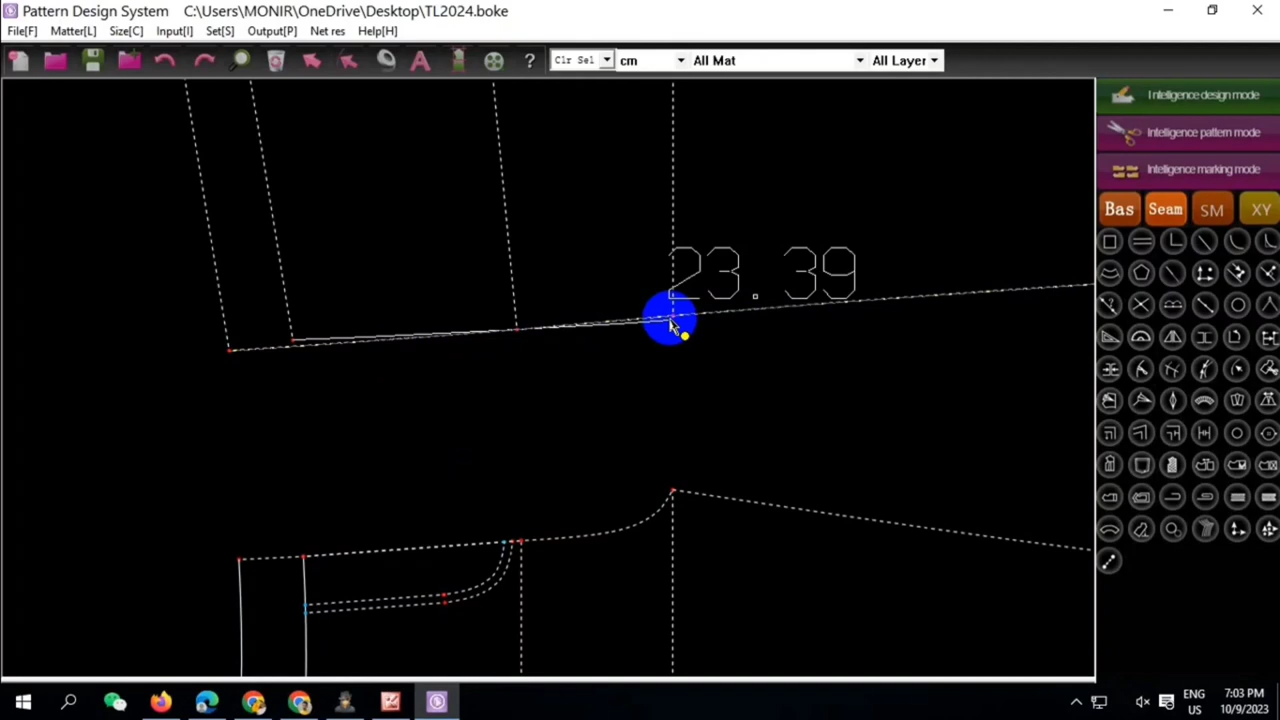 Pattern Design System C:\Users\MONIR\OneDrive\Desktop\TL2024.boke
File[F] Matter[L] Size[C] Input[I] Set[S] Output[P] Net res Help[H]
A ? Clr Sel cm All Mat All Layer
Intelligence design mode
Intelligence pattern mode
Intelligence marking mode
Bas Seam SM XY
23.39
ENG 7:03 PM
US 10/9/2023